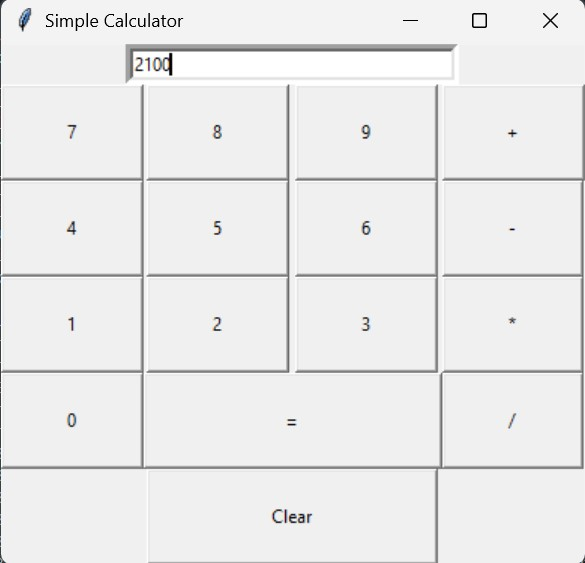 Simple Calculator
2100
7 8 9 +
4 5 6 -
1 2 3 *
0 = /
Clear